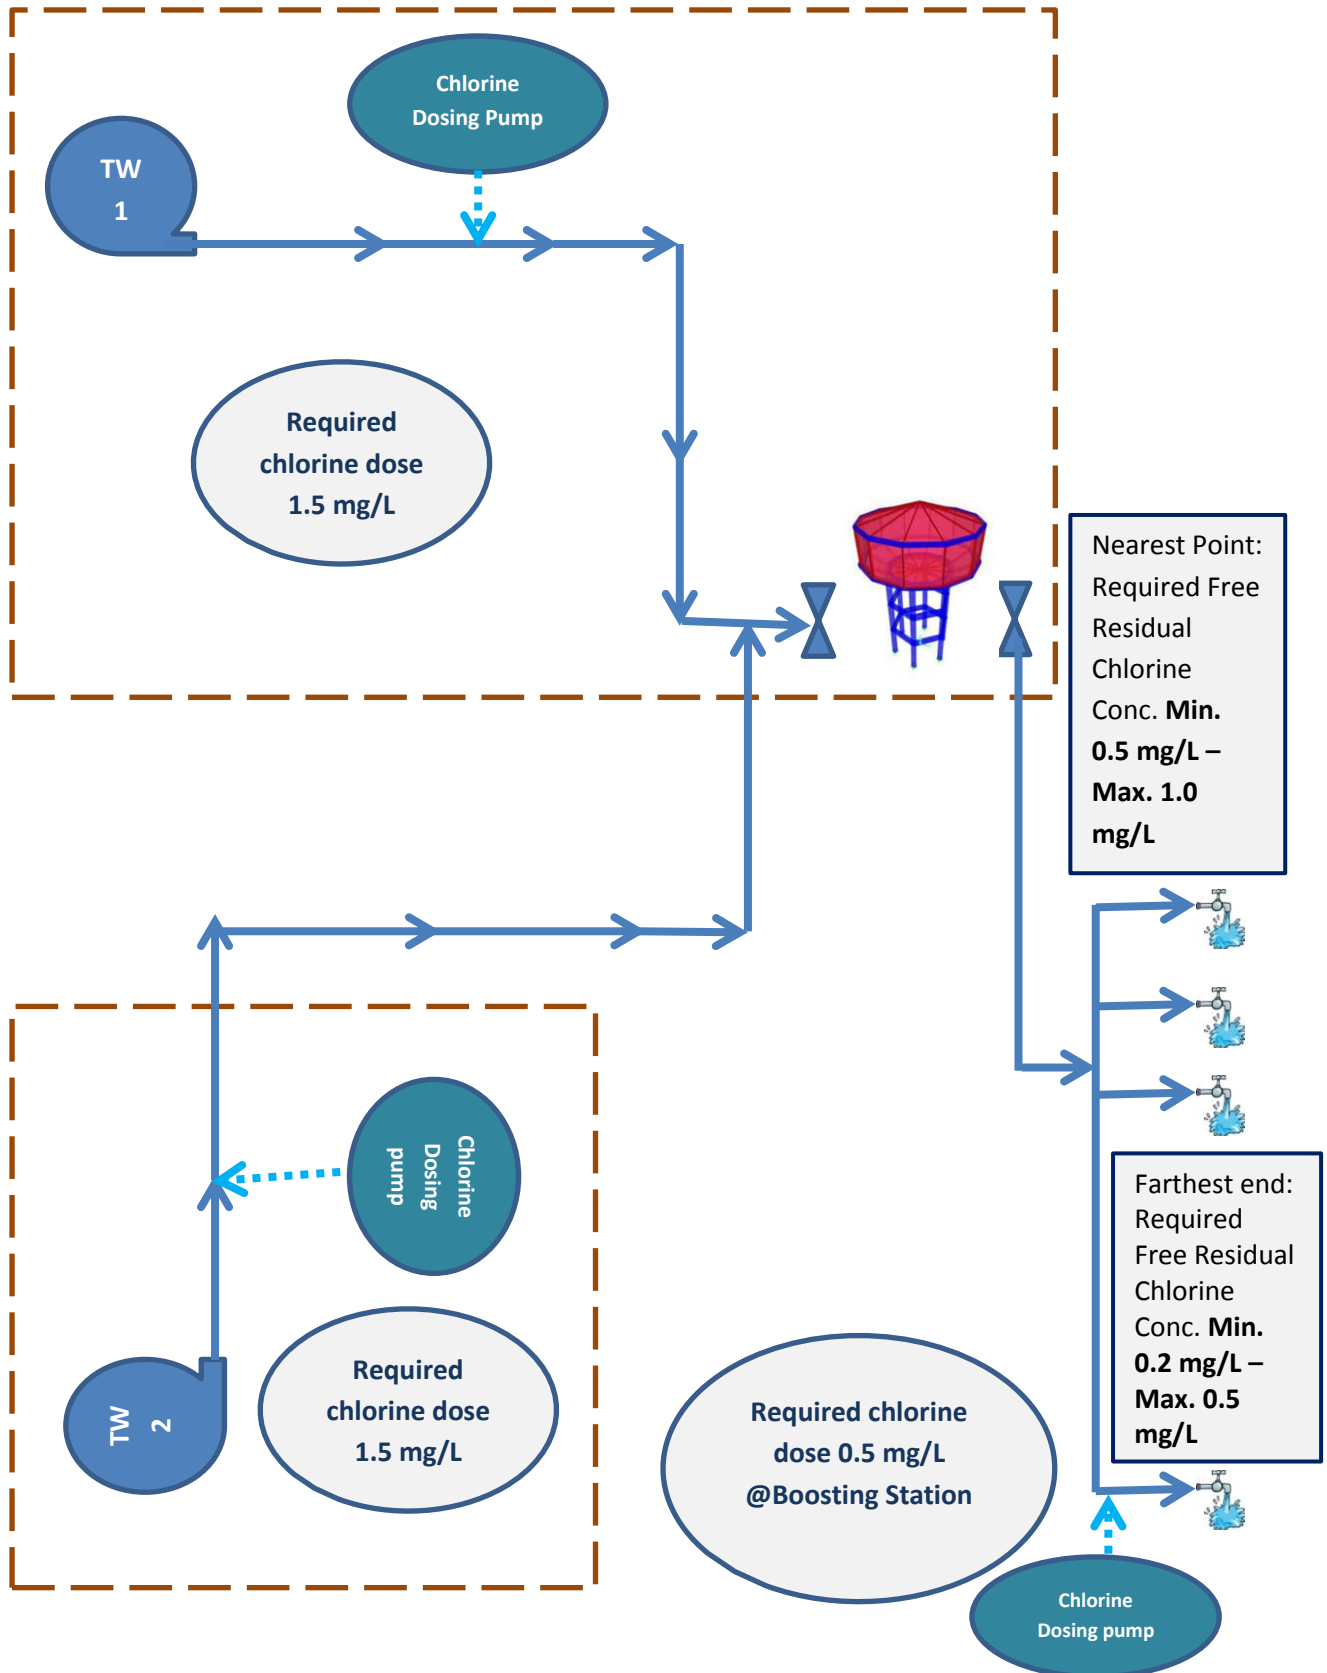 Chlorine
Dosing Pump
TW
1
Required
chlorine dose
1.5 mg/L
Nearest Point:
Required Free
Residual
Chlorine
Conc. Min.
0.5 mg/L –
Max. 1.0
mg/L
Chlorine
Dosing
pump
Farthest end:
Required
Free Residual
Chlorine
Conc. Min.
0.2 mg/L –
Max. 0.5
mg/L
TW
2
Required
chlorine dose
1.5 mg/L
Required chlorine
dose 0.5 mg/L
@Boosting Station
Chlorine
Dosing pump